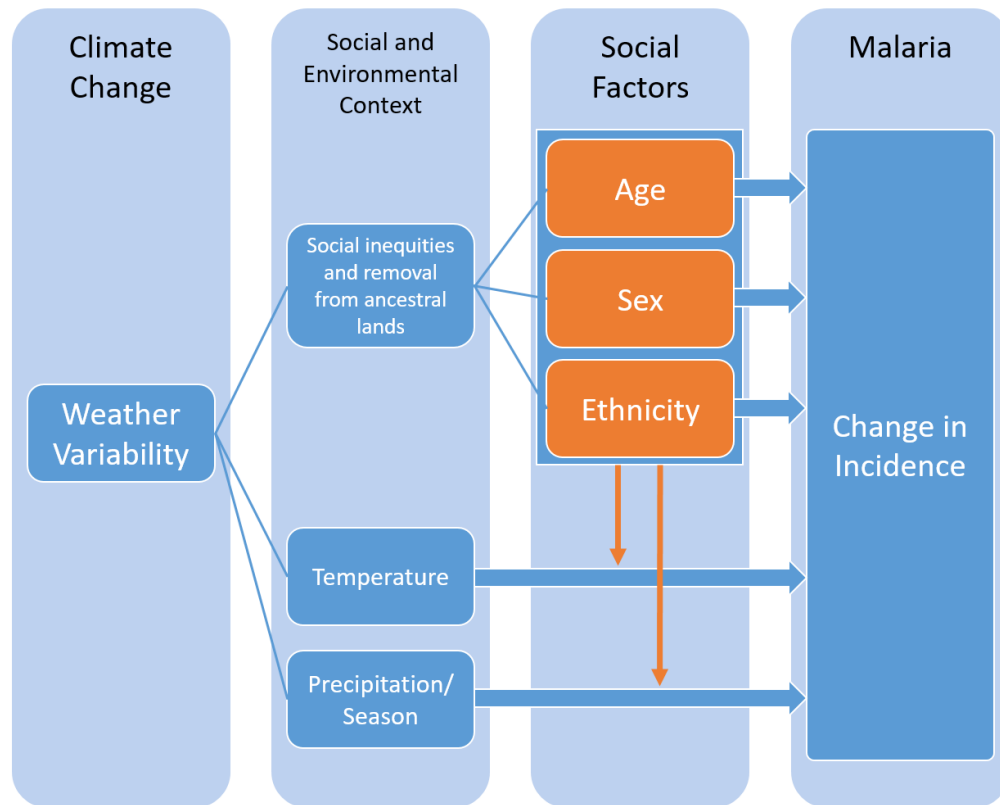 Climate
Change
Social and
Environmental
Context
Social
Factors
Malaria
Age
Social inequities
and removal
from ancestral
lands
Sex
Weather
Variability
Ethnicity
Change in
Incidence
Temperature
Precipitation/
Season